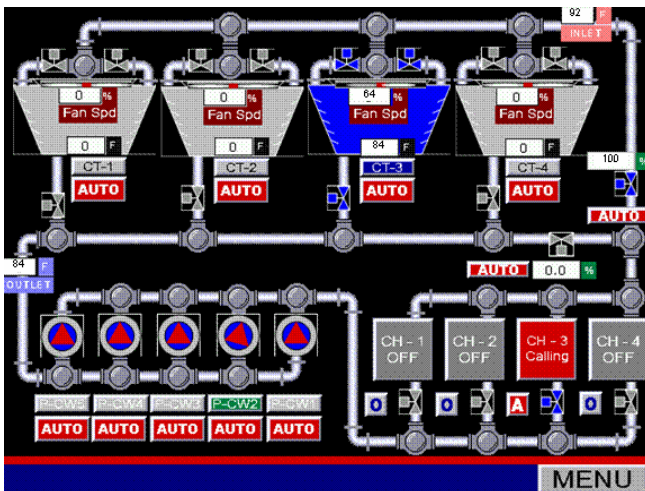 92 F
INLET
0 %
Fan Spd
0 F
CT-1
AUTO
0 %
Fan Spd
0 F
CT-2
AUTO
64 %
Fan Spd
84 F
CT-3
AUTO
0 %
Fan Spd
0 F
CT-4
AUTO
100 %
AUTO
84 F
OUTLET
AUTO 0.0 %
CH - 1
OFF
CH - 2
OFF
CH - 3
Calling
CH - 4
OFF
0 0 A 0
P-CW5 P-CW4 P-CW3 P-CW2 P-CW1
AUTO AUTO AUTO AUTO AUTO
MENU